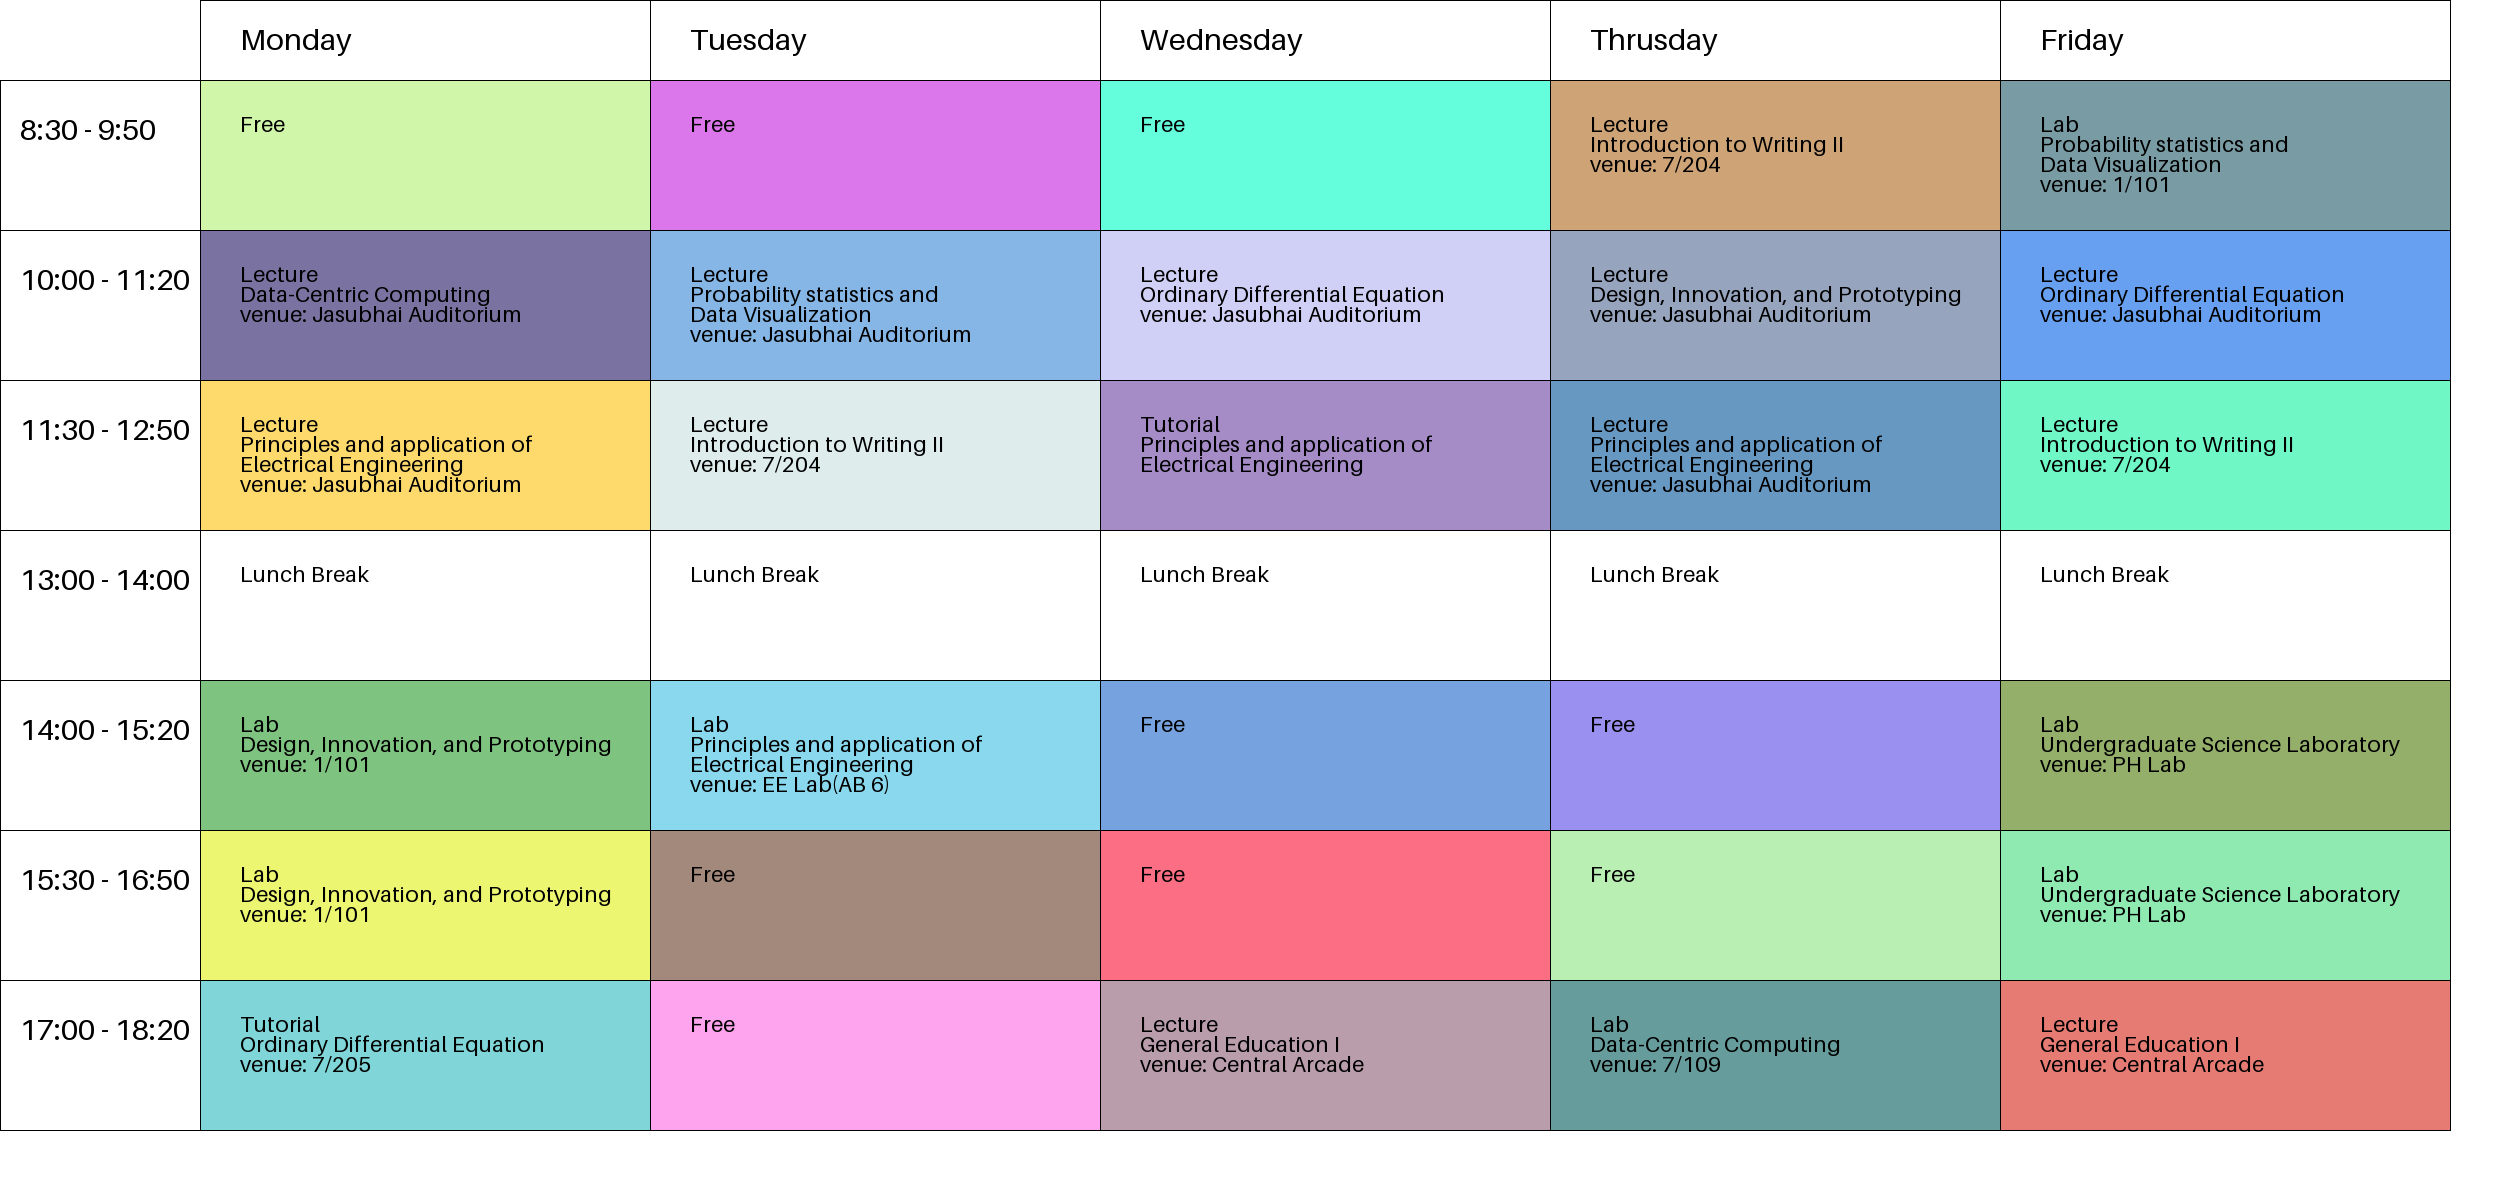 Monday
Tuesday
Wednesday
Thrusday
Friday
8:30 - 9:50
Free
Free
Free
Lecture
Introduction to Writing II
venue: 7/204
Lab
Probability statistics and
Data Visualization
venue: 1/101
10:00 - 11:20
Lecture
Data-Centric Computing
venue: Jasubhai Auditorium
Lecture
Probability statistics and
Data Visualization
venue: Jasubhai Auditorium
Lecture
Ordinary Differential Equation
venue: Jasubhai Auditorium
Lecture
Design, Innovation, and Prototyping
venue: Jasubhai Auditorium
Lecture
Ordinary Differential Equation
venue: Jasubhai Auditorium
11:30 - 12:50
Lecture
Principles and application of
Electrical Engineering
venue: Jasubhai Auditorium
Lecture
Introduction to Writing II
venue: 7/204
Tutorial
Principles and application of
Electrical Engineering
Lecture
Principles and application of
Electrical Engineering
venue: Jasubhai Auditorium
Lecture
Introduction to Writing II
venue: 7/204
13:00 - 14:00
Lunch Break
Lunch Break
Lunch Break
Lunch Break
Lunch Break
14:00 - 15:20
Lab
Design, Innovation, and Prototyping
venue: 1/101
Lab
Principles and application of
Electrical Engineering
venue: EE Lab(AB 6)
Free
Free
Lab
Undergraduate Science Laboratory
venue: PH Lab
15:30 - 16:50
Lab
Design, Innovation, and Prototyping
venue: 1/101
Free
Free
Free
Lab
Undergraduate Science Laboratory
venue: PH Lab
17:00 - 18:20
Tutorial
Ordinary Differential Equation
venue: 7/205
Free
Lecture
General Education I
venue: Central Arcade
Lab
Data-Centric Computing
venue: 7/109
Lecture
General Education I
venue: Central Arcade